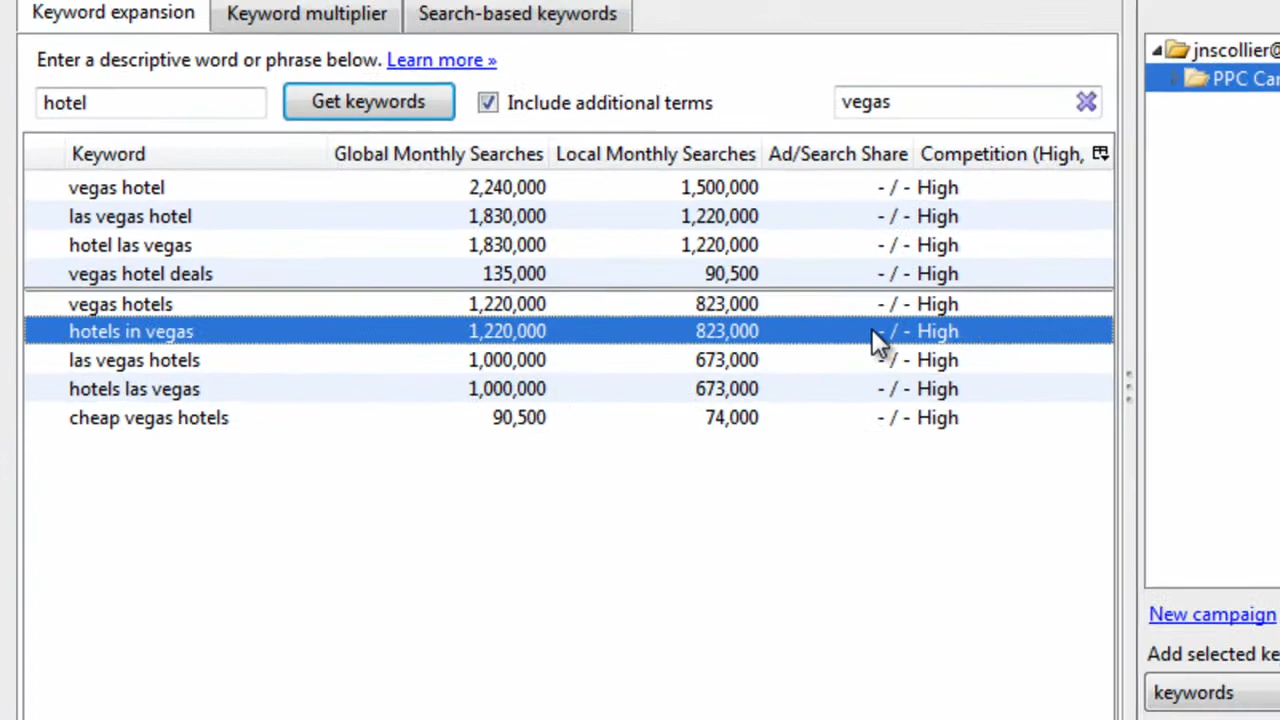 Keyword expansion Keyword multiplier Search-based keywords
Enter a descriptive word or phrase below. Learn more »
hotel Get keywords Include additional terms vegas
Keyword Global Monthly Searches Local Monthly Searches Ad/Search Share Competition (High,
vegas hotel 2,240,000 1,500,000 - / - High
las vegas hotel 1,830,000 1,220,000 - / - High
hotel las vegas 1,830,000 1,220,000 - / - High
vegas hotel deals 135,000 90,500 - / - High
vegas hotels 1,220,000 823,000 - / - High
hotels in vegas 1,220,000 823,000 - / - High
las vegas hotels 1,000,000 673,000 - / - High
hotels las vegas 1,000,000 673,000 - / - High
cheap vegas hotels 90,500 74,000 - / - High
jnscollier@
PPC Car
New campaign
Add selected ke
keywords